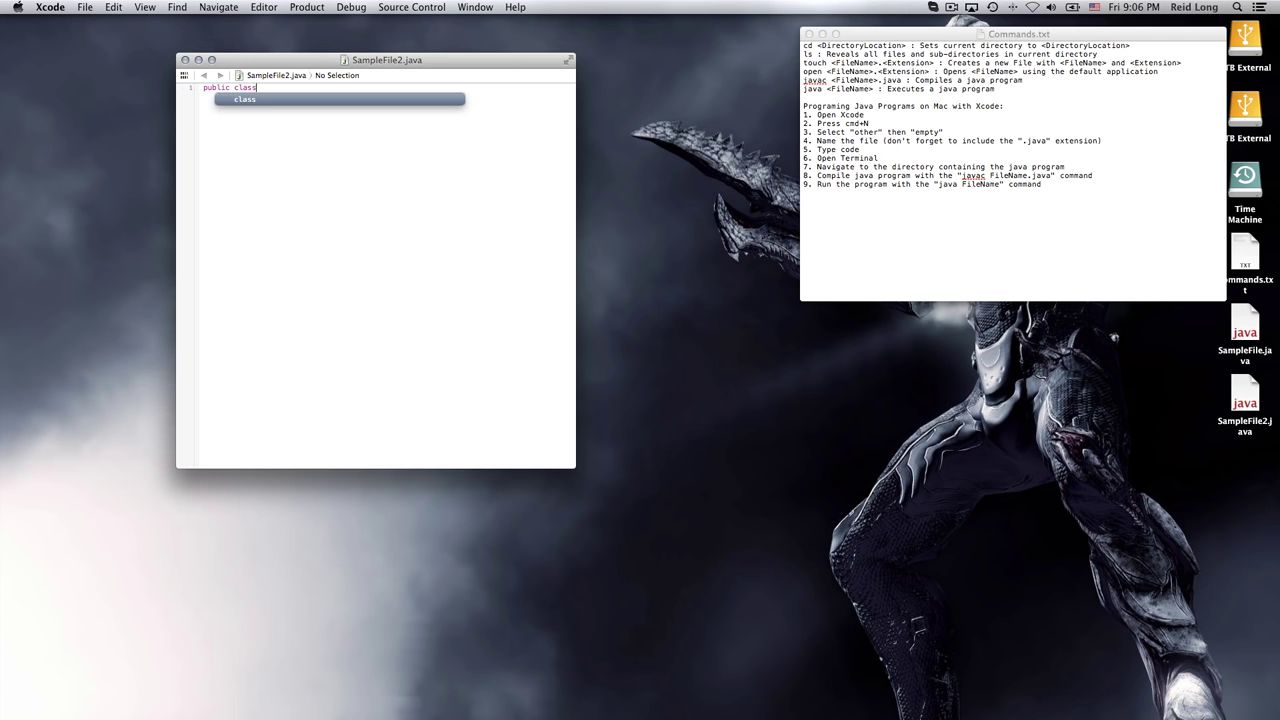 Xcode File Edit View Find Navigate Editor Product Debug Source Control Window Help Fri 9:06 PM Reid Long
SampleFile2.java
SampleFile2.java No Selection
1 public class
class
Commands.txt
cd <DirectoryLocation> : Sets current directory to <DirectoryLocation>
ls : Reveals all files and sub-directories in current directory
touch <FileName>.<Extension> : Creates a new File with <FileName> and <Extension>
open <FileName>.<Extension> : Opens <FileName> using the default application
javac <FileName>.java : Compiles a java program
java <FileName> : Executes a java program
Programing Java Programs on Mac with Xcode:
1. Open Xcode
2. Press cmd+N
3. Select "other" then "empty"
4. Name the file (don't forget to include the ".java" extension)
5. Type code
6. Open Terminal
7. Navigate to the directory containing the java program
8. Compile java program with the "javac FileName.java" command
9. Run the program with the "java FileName" command
TB External
TB External
Time
Machine
TXT
ommands.tx
t
java
SampleFile.ja
va
java
SampleFile2.j
ava